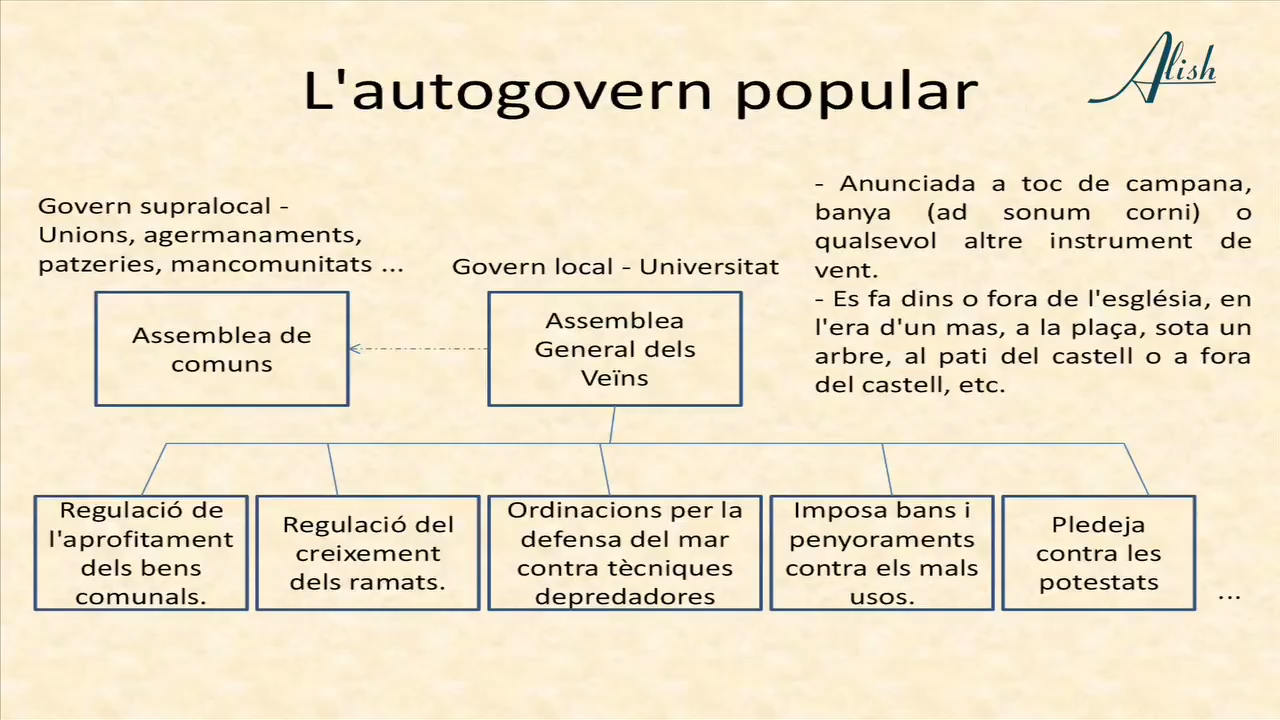 L'autogovern popular
Alish
Govern supralocal -
Unions, agermanaments,
patzeries, mancomunitats ...
Govern local - Universitat
- Anunciada a toc de campana,
banya (ad sonum corni) o
qualsevol altre instrument de
vent.
- Es fa dins o fora de l'església, en
l'era d'un mas, a la plaça, sota un
arbre, al pati del castell o a fora
del castell, etc.
Assemblea de
comuns
Assemblea
General dels
Veïns
Regulació de
l'aprofitament
dels bens
comunals.
Regulació del
creixement
dels ramats.
Ordinacions per la
defensa del mar
contra tècniques
depredadores
Imposa bans i
penyoraments
contra els mals
usos.
Pledeja
contra les
potestats
...